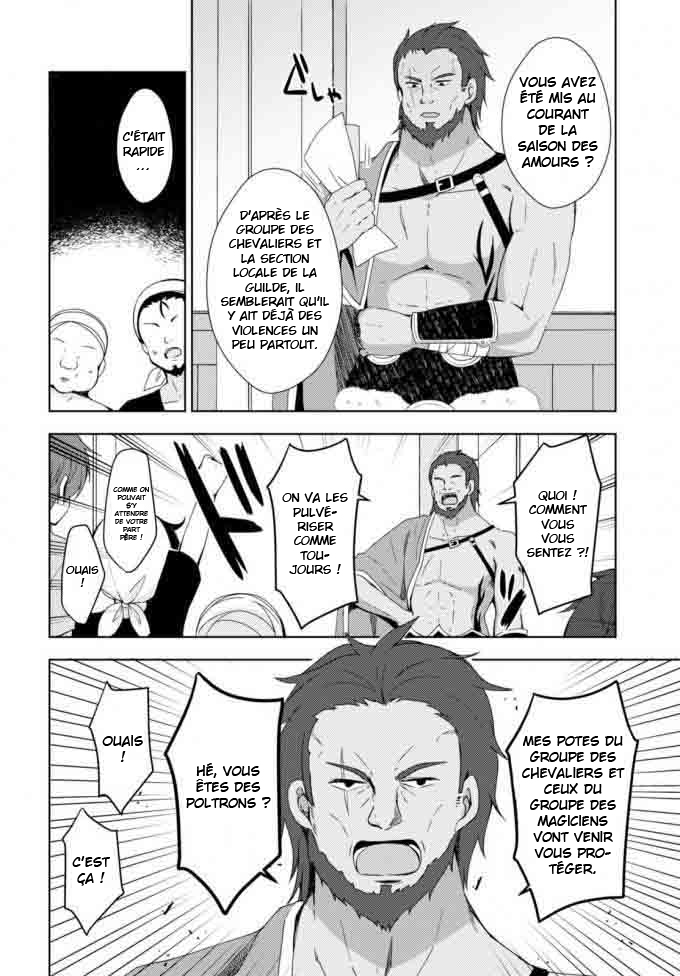 VOUS AVEZ
ÉTÉ MIS AU
COURANT
DE LA
SAISON DES
AMOURS ?
ぐしゃ
D'APRÈS LE
GROUPE DES
CHEVALIERS ET
LA SECTION
LOCALE DE LA
GUILDE, IL
SEMBLERAIT QU'IL
Y AIT DÉJÀ DES
VIOLENCES UN
PEU PARTOUT.
C'ÉTAIT
RAPIDE
...
QUOI !
COMMENT
VOUS
VOUS
SENTEZ ?!
ON VA LES
PULVÉ-
RISER
COMME
TOU-
JOURS !
COMME ON
POUVAIT
S'Y
ATTENDRE
DE VOTRE
PART
PÈRE !
OUAIS !
MES POTES DU
GROUPE DES
CHEVALIERS ET
CEUX DU
GROUPE DES
MAGICIENS
VONT VENIR
VOUS PRO-
TÉGER.
HÉ, VOUS
ÊTES DES
POLTRONS ?
OUAIS
!
C'EST
ÇA !